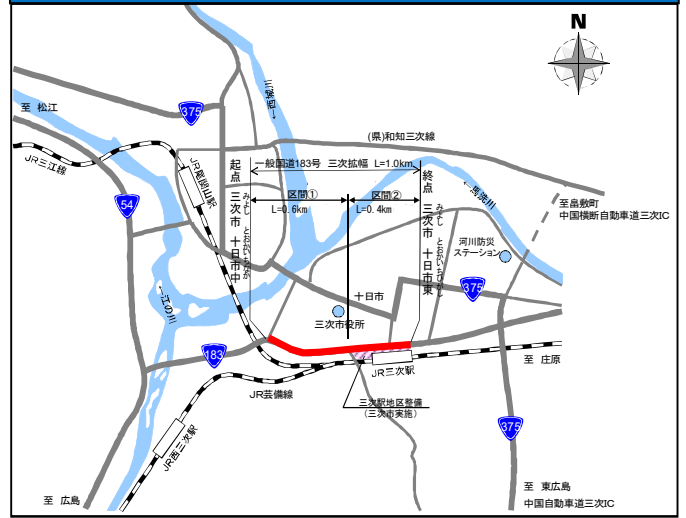 N
至 松江
375
←西城川
(県)和知三次線
JR三江線
JR尾関山駅
起点 三次市 十日市中
みよし とおかいちなか
一般国道183号 三次拡幅 L=1.0km
終点 三次市 十日市東
みよし とおかいちひがし
区間①
L=0.6km
区間②
L=0.4km
←馬洗川
至畠敷町
中国横断自動車道三次IC
54
河川防災
ステーション
←江の川
十日市
375
三次市役所
183
JR三次駅
至 庄原
JR芸備線
三次駅地区整備
(三次市実施)
375
JR西三次駅
至 広島
至 東広島
中国自動車道三次IC